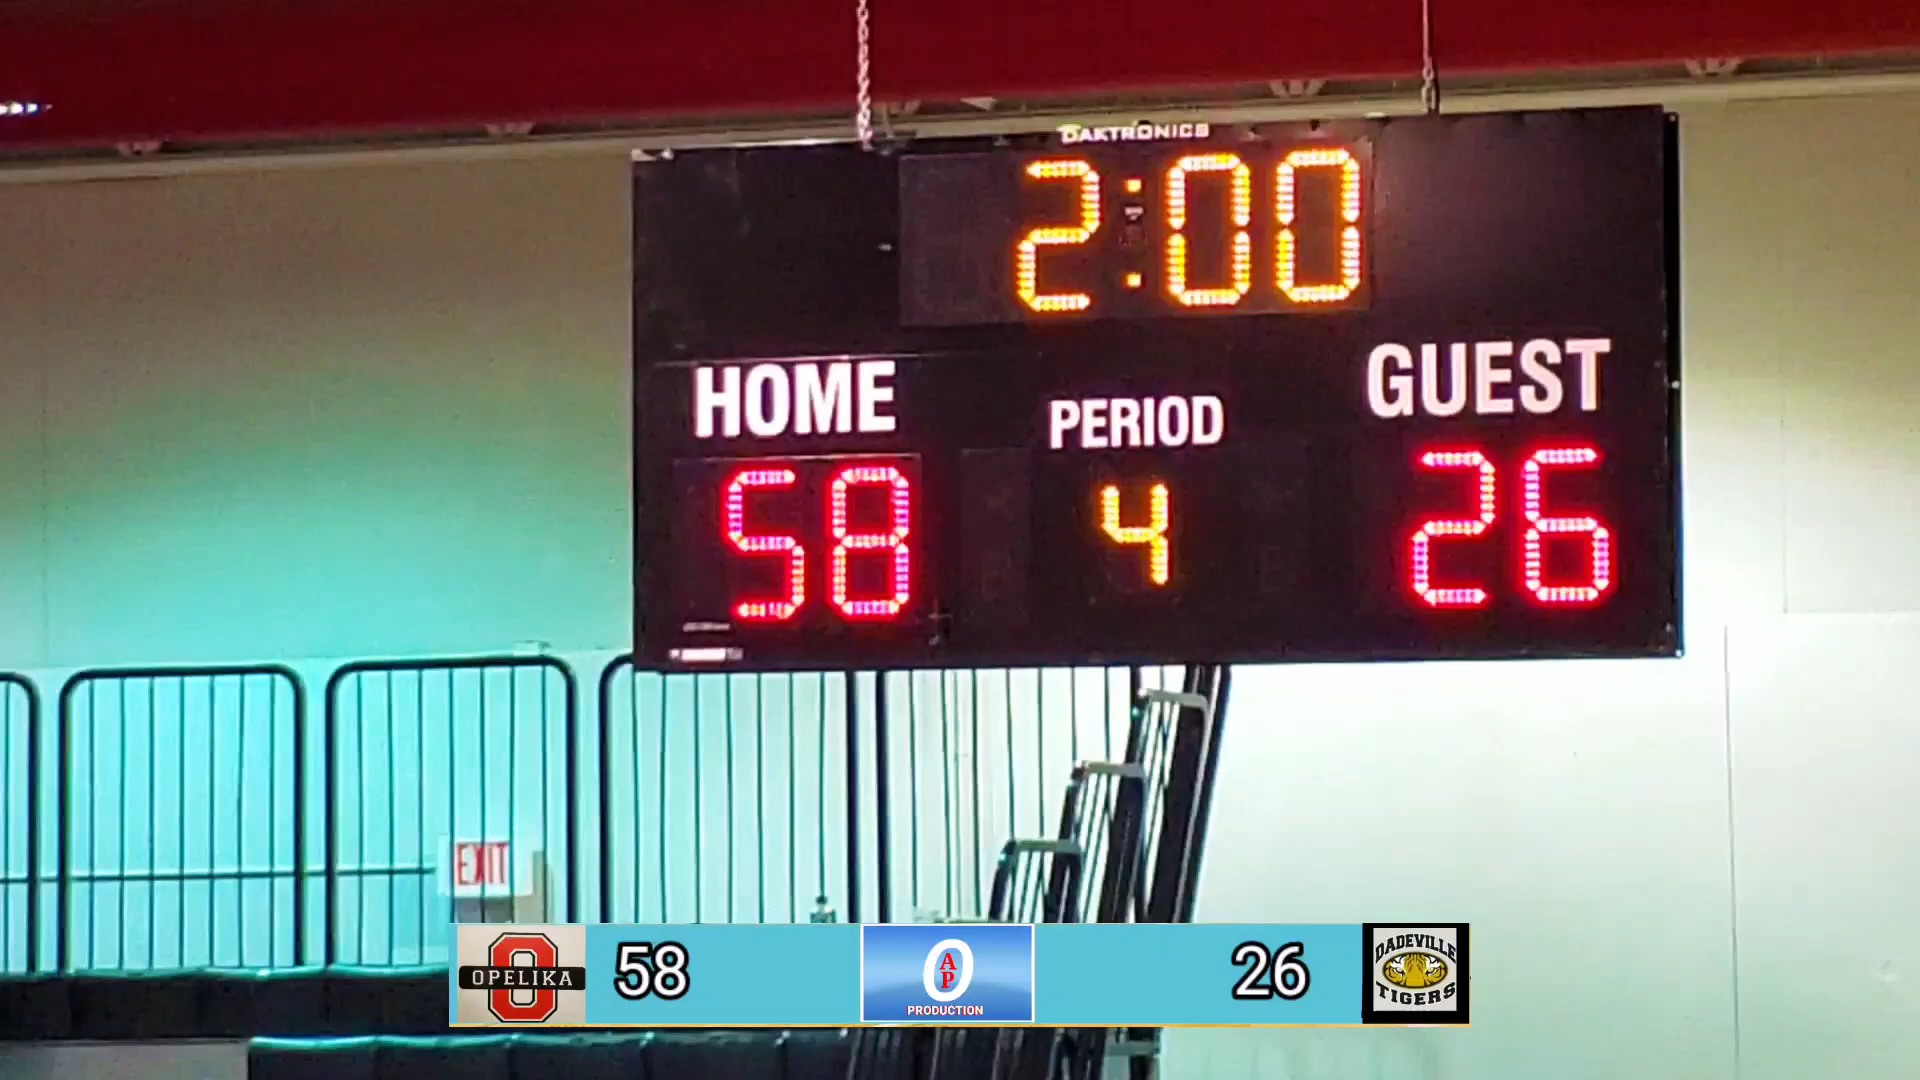 DAKTRONICS
2:00
HOME
PERIOD
GUEST
58
4
26
EXIT
OPELIKA
58
AP
PRODUCTION
26
DADEVILLE
TIGERS